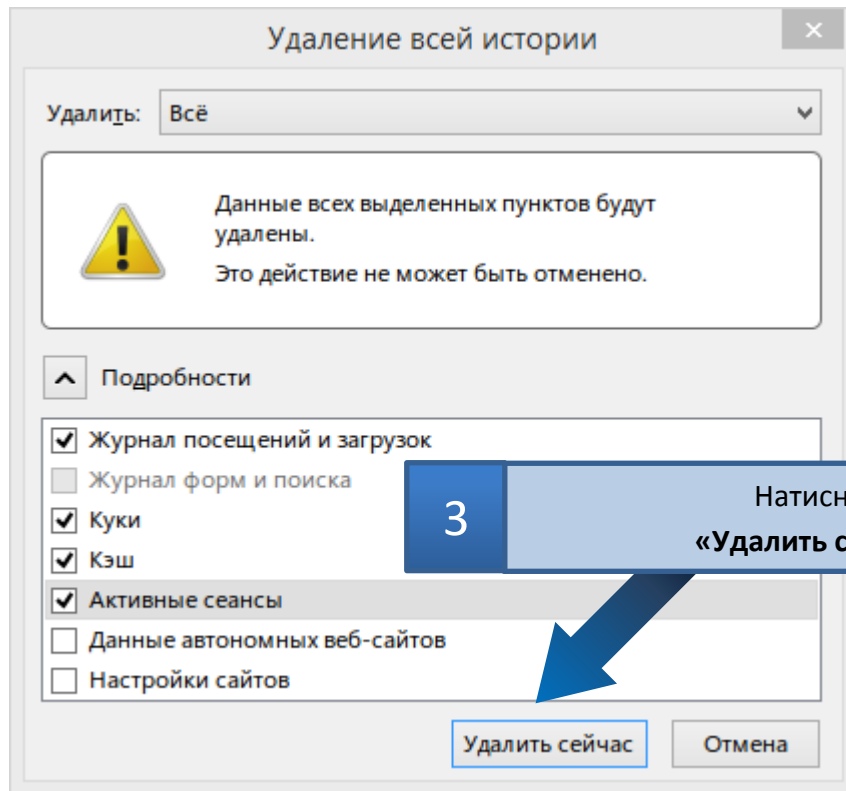 Удаление всей истории
Удалить: Всё
Данные всех выделенных пунктов будут
удалены.
Это действие не может быть отменено.
Подробности
Журнал посещений и загрузок
Журнал форм и поиска
Куки
Кэш
Активные сеансы
Данные автономных веб-сайтов
Настройки сайтов
3
Натисн
«Удалить с
Удалить сейчас Отмена